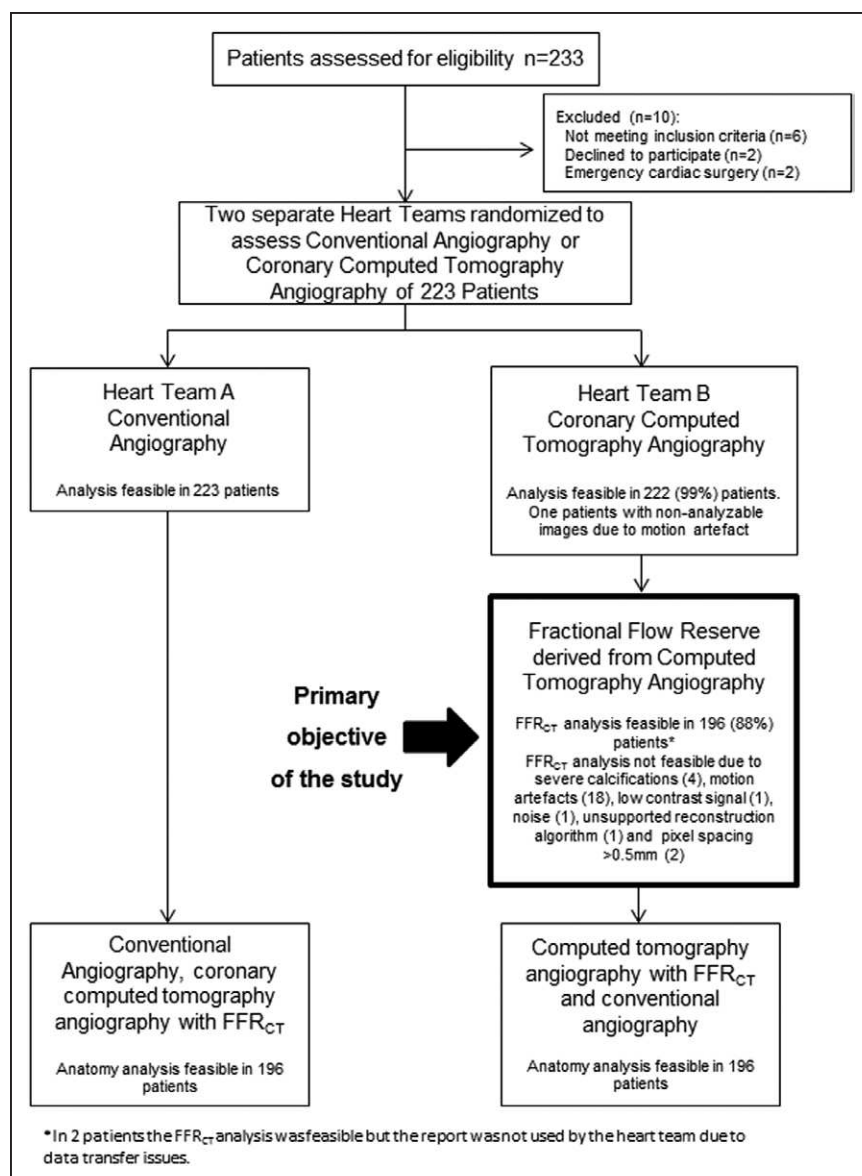 Patients assessed for eligibility n=233
Excluded (n=10):
Not meeting inclusion criteria (n=6)
Declined to participate (n=2)
Emergency cardiac surgery (n=2)
Two separate Heart Teams randomized to
assess Conventional Angiography or
Coronary Computed Tomography
Angiography of 223 Patients
Heart Team A
Conventional
Angiography
Analysis feasible in 223 patients
Heart Team B
Coronary Computed
Tomography Angiography
Analysis feasible in 222 (99%) patients.
One patients with non-analyzable
images due to motion artefact
Primary
objective
of the study
Fractional Flow Reserve
derived from Computed
Tomography Angiography
FFRCT analysis feasible in 196 (88%)
patients*
FFRCT analysis not feasible due to
severe calcifications (4), motion
artefacts (18), low contrast signal (1),
noise (1), unsupported reconstruction
algorithm (1) and pixel spacing
>0.5mm (2)
Conventional
Angiography, coronary
computed tomography
angiography with FFRCT
Anatomy analysis feasible in 196
patients
Computed tomography
angiography with FFRCT
and conventional
angiography
Anatomy analysis feasible in 196
patients
*In 2 patients the FFRCT analysis was feasible but the report was not used by the heart team due to
data transfer issues.